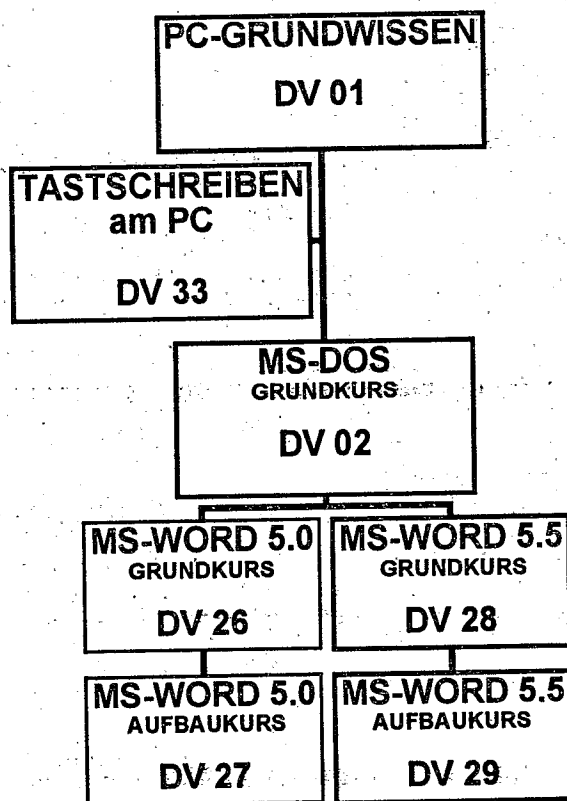 PC-GRUNDWISSEN
DV 01
TASTSCHREIBEN
am PC
DV 33
MS-DOS
GRUNDKURS
DV 02
MS-WORD 5.0
GRUNDKURS
DV 26
MS-WORD 5.5
GRUNDKURS
DV 28
MS-WORD 5.0
AUFBAUKURS
DV 27
MS-WORD 5.5
AUFBAUKURS
DV 29